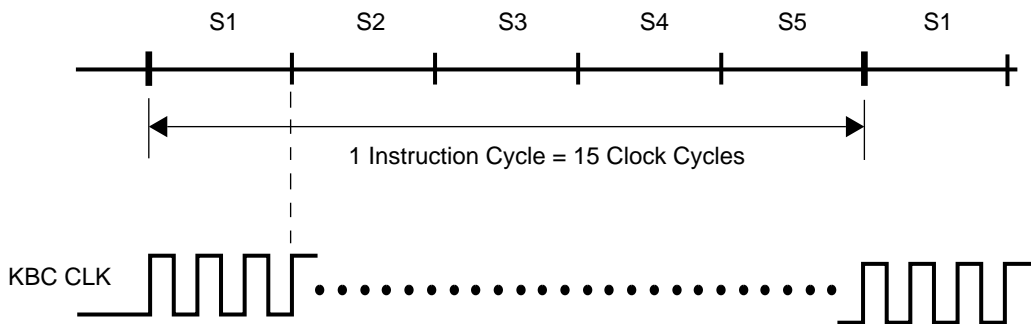 S1 S2 S3 S4 S5 S1
1 Instruction Cycle = 15 Clock Cycles
KBC CLK